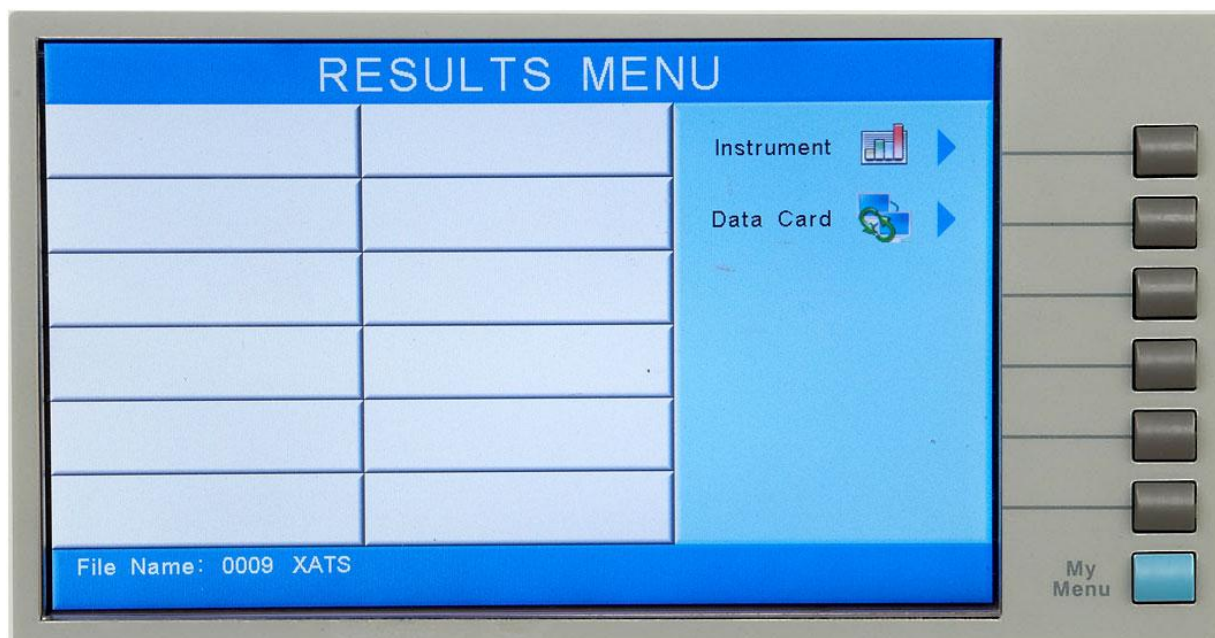 RESULTS MENU
Instrument
Data Card
File Name: 0009 XATS
My
Menu